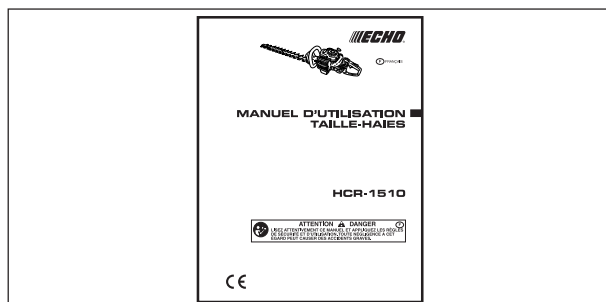 ECHO
F FRANÇAIS
MANUEL D'UTILISATION
TAILLE-HAIES
HCR-1510
ATTENTION DANGER F
LISEZ ATTENTIVEMENT CE MANUEL ET APPLIQUEZ LES RÈGLES
DE SÉCURITÉ ET D'UTILISATION. TOUTE NÉGLIGENCE A CET
ÉGARD PEUT CAUSER DES ACCIDENTS GRAVES.
CE